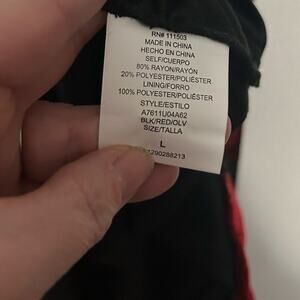 RN# 111503
MADE IN CHINA
HECHO EN CHINA
SELF/CUERPO
80% RAYON/RAYÓN
20% POLYESTER/POLIÉSTER
LINING/FORRO
100% POLYESTER/POLIÉSTER
STYLE/ESTILO
A7611U04A62
BLK/RED/OLV
SIZE/TALLA
L